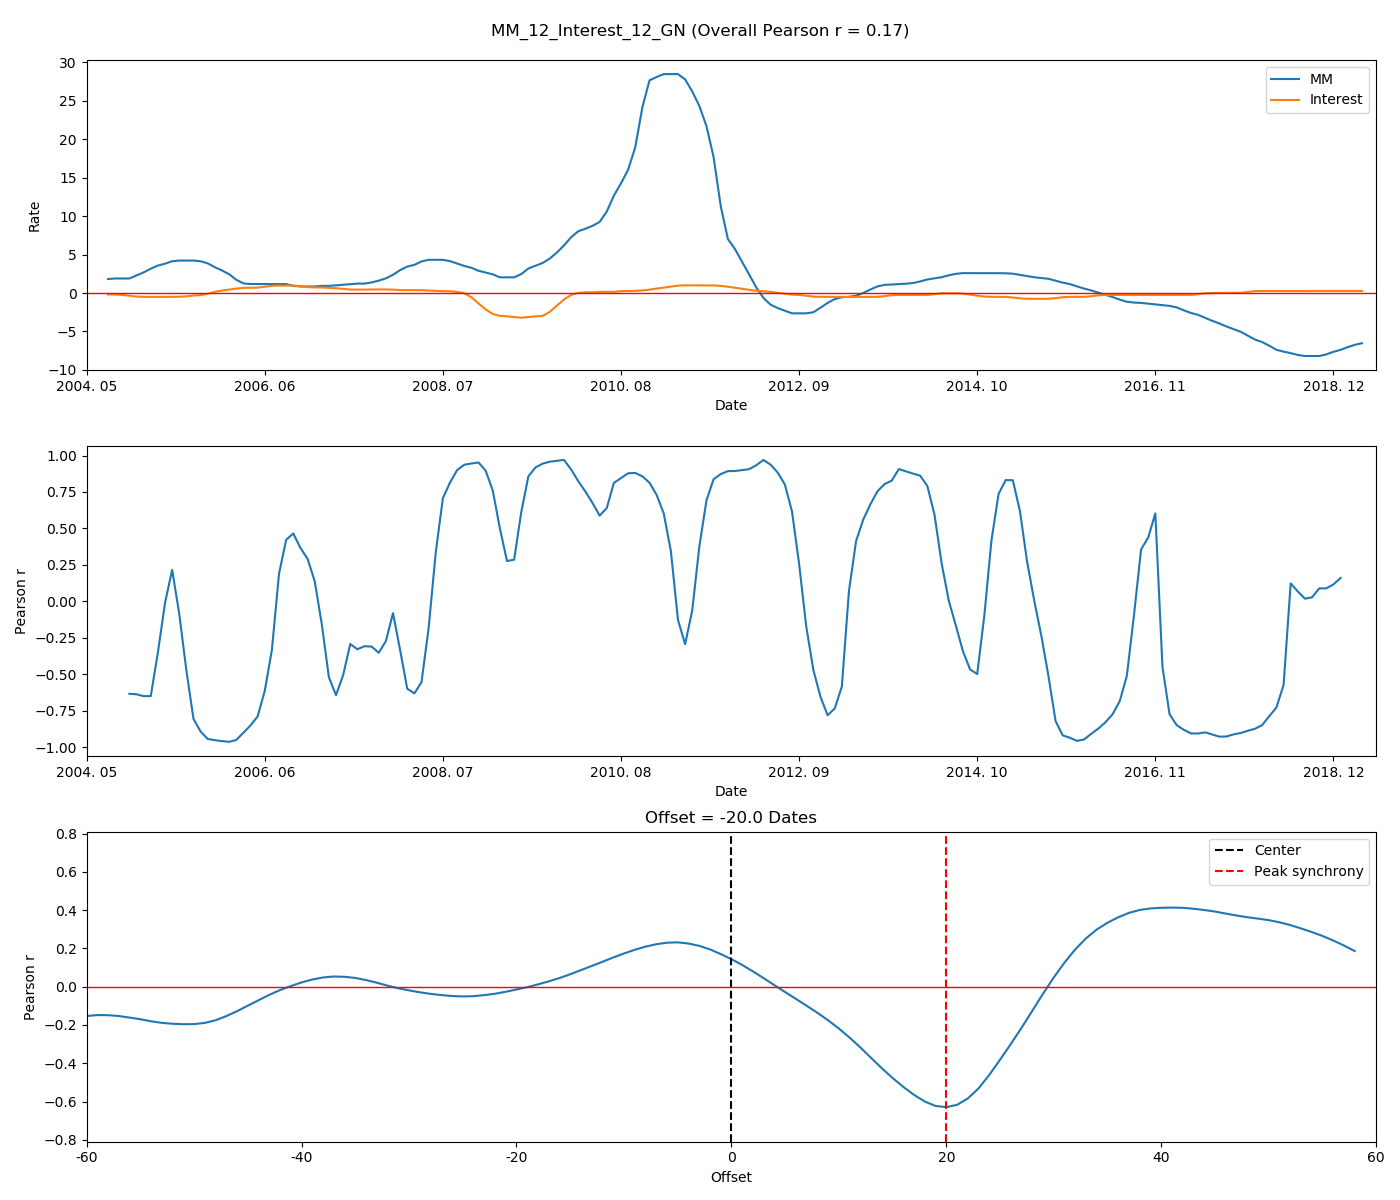 MM_12_Interest_12_GN (Overall Pearson r = 0.17)
30
25
20
15
10
5
0
−5
−10
Rate
MM
Interest
2004. 05 2006. 06 2008. 07 2010. 08 2012. 09 2014. 10 2016. 11 2018. 12
Date
1.00
0.75
0.50
0.25
0.00
−0.25
−0.50
−0.75
−1.00
Pearson r
2004. 05 2006. 06 2008. 07 2010. 08 2012. 09 2014. 10 2016. 11 2018. 12
Date
Offset = -20.0 Dates
0.8
0.6
0.4
0.2
0.0
−0.2
−0.4
−0.6
−0.8
Pearson r
Center
Peak synchrony
-60 -40 -20 0 20 40 60
Offset